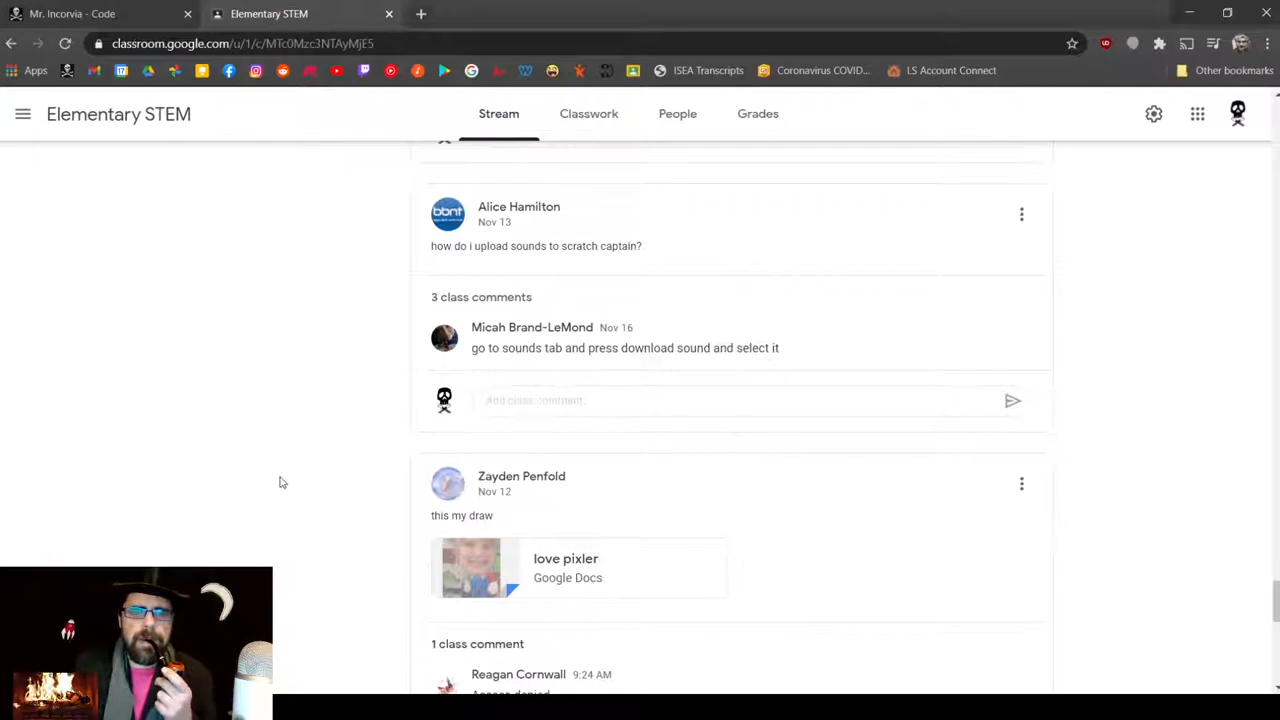 Mr. Incorvia - Code
Elementary STEM
classroom.google.com/u/1/c/MTc0Mzc3NTAyMjE5
Apps
ISEA Transcripts
Coronavirus COVID...
LS Account Connect
Other bookmarks
Elementary STEM
Stream
Classwork
People
Grades
bbnt
Alice Hamilton
Nov 13
how do i upload sounds to scratch captain?
3 class comments
Micah Brand-LeMond Nov 16
go to sounds tab and press download sound and select it
Add class comment...
Zayden Penfold
Nov 12
this my draw
love pixler
Google Docs
1 class comment
Reagan Cornwall 9:24 AM